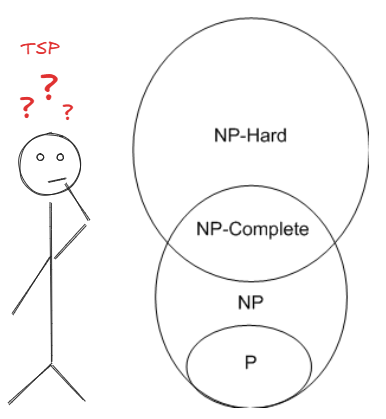 TSP
? ? ?
NP-Hard
NP-Complete
NP
P